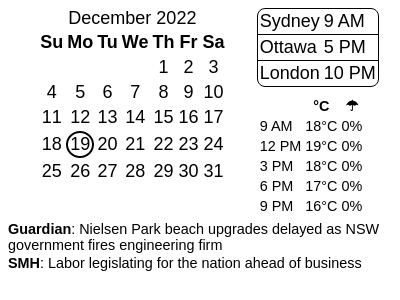 December 2022
Su Mo Tu We Th Fr Sa
1 2 3
4 5 6 7 8 9 10
11 12 13 14 15 16 17
18 19 20 21 22 23 24
25 26 27 28 29 30 31
Sydney 9 AM
Ottawa 5 PM
London 10 PM
°C ☂
9 AM 18°C 0%
12 PM 19°C 0%
3 PM 18°C 0%
6 PM 17°C 0%
9 PM 16°C 0%
Guardian: Nielsen Park beach upgrades delayed as NSW
government fires engineering firm
SMH: Labor legislating for the nation ahead of business